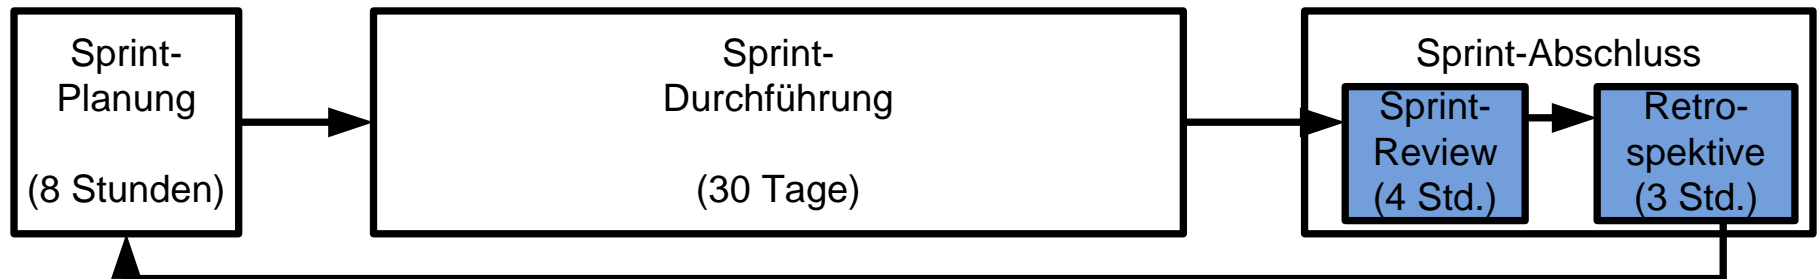 Sprint-
Planung
(8 Stunden)
Sprint-
Durchführung
(30 Tage)
Sprint-Abschluss
Sprint-
Review
(4 Std.)
Retro-
spektive
(3 Std.)